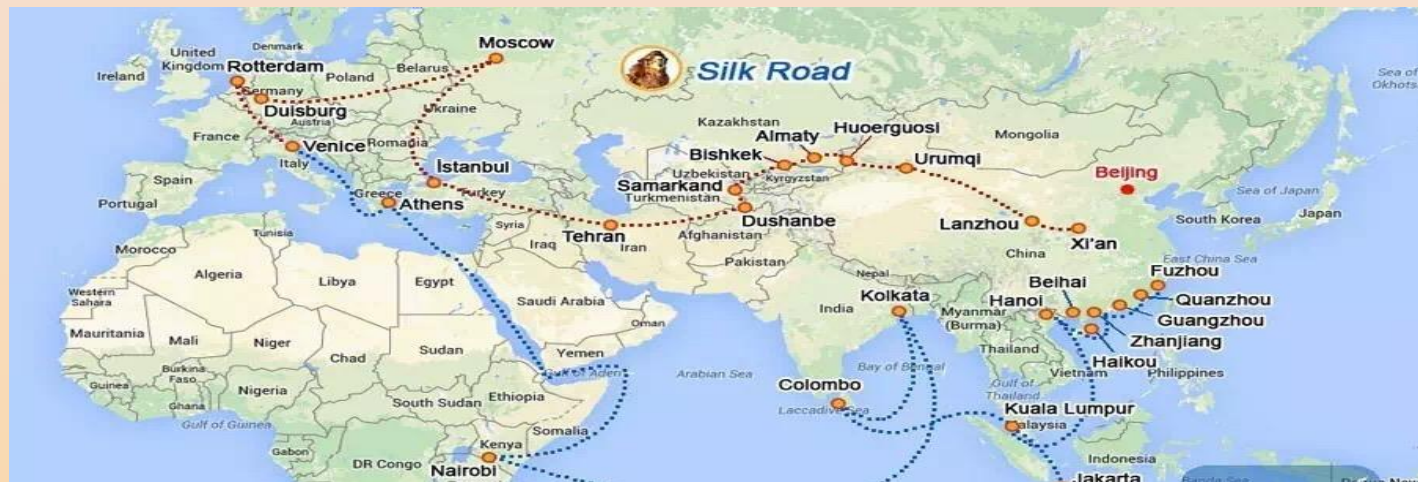 Moscow
Denmark
United Kingdom
Ireland
Rotterdam
Belarus
Poland
Germany
Duisburg
Silk Road
Sea of Okhots
Ukraine
Austria
France
Venice
Romania
Italy
Kazakhstan
Almaty
Huoerguosi
Mongolia
Bishkek
Urumqi
Beijing
İstanbul
Uzbekistan
Kyrgyzstan
Spain
Portugal
Greece
Turkey
Athens
Samarkand
Turkmenistan
Dushanbe
Sea of Japan
South Korea
Japan
Lanzhou
Xi'an
China
Tunisia
Morocco
Syria
Iraq
Tehran
Iran
Afghanistan
Pakistan
East China Sea
Algeria
Libya
Egypt
Western Sahara
Saudi Arabia
Nepal
India
Kolkata
Myanmar (Burma)
Hanoi
Beihai
Fuzhou
Quanzhou
Guangzhou
Zhanjiang
Haikou
Mauritania
Mali
Niger
Chad
Sudan
Oman
Yemen
Gulf of Aden
Arabian Sea
Bay of Bengal
Thailand
Vietnam
Philippines
Gulf of Thailand
Burkina Faso
Guinea
Ghana
Nigeria
South Sudan
Ethiopia
Somalia
Colombo
Laccadive Sea
Kuala Lumpur
Malaysia
Gulf of Guinea
Gabon
DR Congo
Kenya
Nairobi
Indonesia
Jakarta